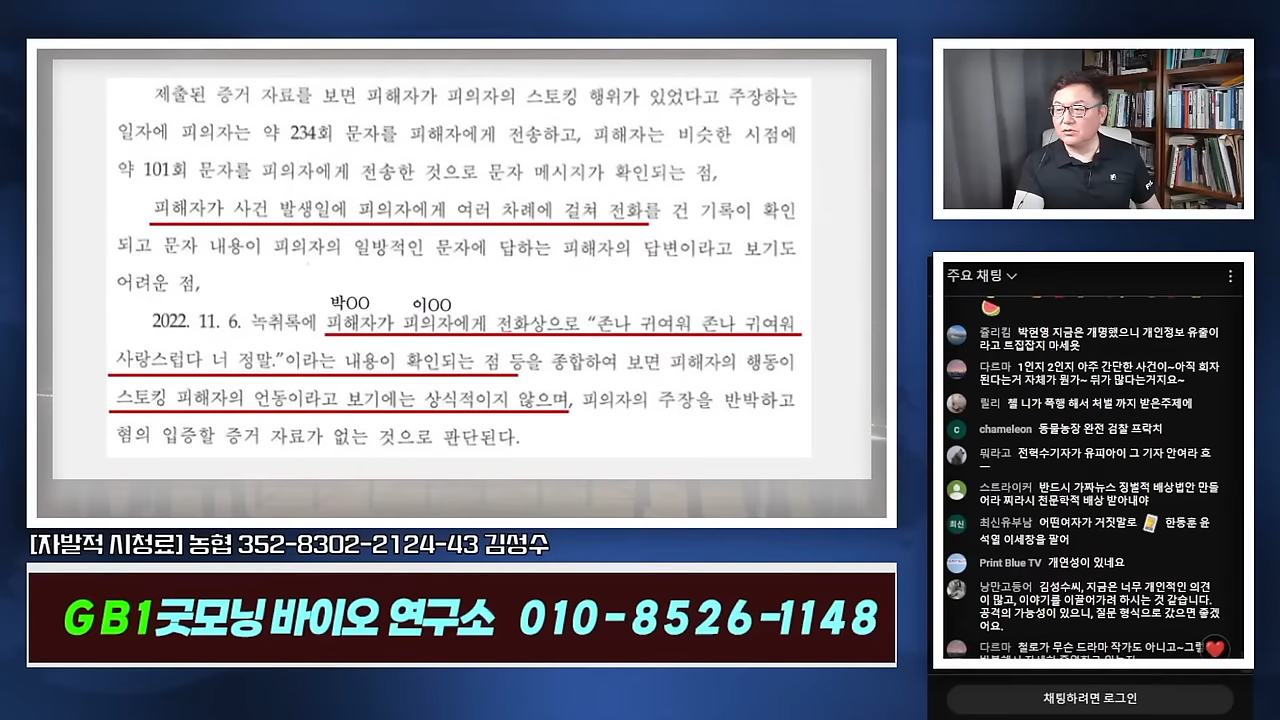 제출된 증거 자료를 보면 피해자가 피의자의 스토킹 행위가 있었다고 주장하는
일자에 피의자는 약 234회 문자를 피해자에게 전송하고, 피해자는 비슷한 시점에
약 101회 문자를 피의자에게 전송한 것으로 문자 메시지가 확인되는 점,
피해자가 사건 발생일에 피의자에게 여러 차례에 걸쳐 전화를 건 기록이 확인
되고 문자 내용이 피의자의 일방적인 문자에 답하는 피해자의 답변이라고 보기도
어려운 점,
박OO 이OO
2022. 11. 6. 녹취록에 피해자가 피의자에게 전화상으로 “존나 귀여워 존나 귀여워
사랑스럽다 너 정말.”이라는 내용이 확인되는 점 등을 종합하여 보면 피해자의 행동이
스토킹 피해자의 언동이라고 보기에는 상식적이지 않으며, 피의자의 주장을 반박하고
혐의 입증할 증거 자료가 없는 것으로 판단된다.
[자발적 시청료] 농협 352-8302-2124-43 김성수
GB1 굿모닝 바이오 연구소 010-8526-1148
주요 채팅
쥴리킴 박현영 지금은 개명했으니 개인정보 유출이
라고 트집잡지 마세욧
다르마 1인지 2인지 아주 간단한 사건이~아직 회자
된다는거 자체가 뭔가~ 뒤가 많다는거지요~
릴리 첼 니가 폭행 해서 처벌 까지 받은주제에
chameleon 동물농장 완전 검찰 프락치
뭐라고 전혁수기자가 유피아이 그 기자 안여라 흐
ㅡ
스트라이커 반드시 가짜뉴스 징벌적 배상법안 만들
어라 찌라시 천문학적 배상 받아내야
최신 최신유부남 어떤여자가 거짓말로 한동훈 윤
석열 이세창을 팔어
Print Blue TV 개연성이 있네요
낭만고등어 김성수씨, 지금은 너무 개인적인 의견
이 많고, 이야기를 이끌어가려 하시는 것 같습니다.
공격의 가능성이 있으니, 질문 형식으로 갔으면 좋겠
어요.
다르마 철로가 무슨 드라마 작가도 아니고~그럴
채팅하려면 로그인